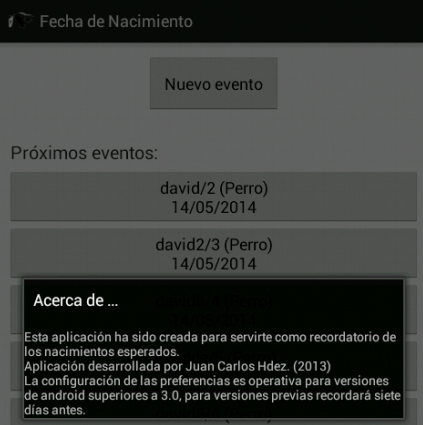 Fecha de Nacimiento
Nuevo evento
Próximos eventos:
david/2 (Perro)
14/05/2014
david2/3 (Perro)
14/05/2014
Acerca de ...
Esta aplicación ha sido creada para servirte como recordatorio de
los nacimientos esperados.
Aplicación desarrollada por Juan Carlos Hdez. (2013)
La configuración de las preferencias es operativa para versiones
de android superiores a 3.0, para versiones previas recordará siete
días antes.